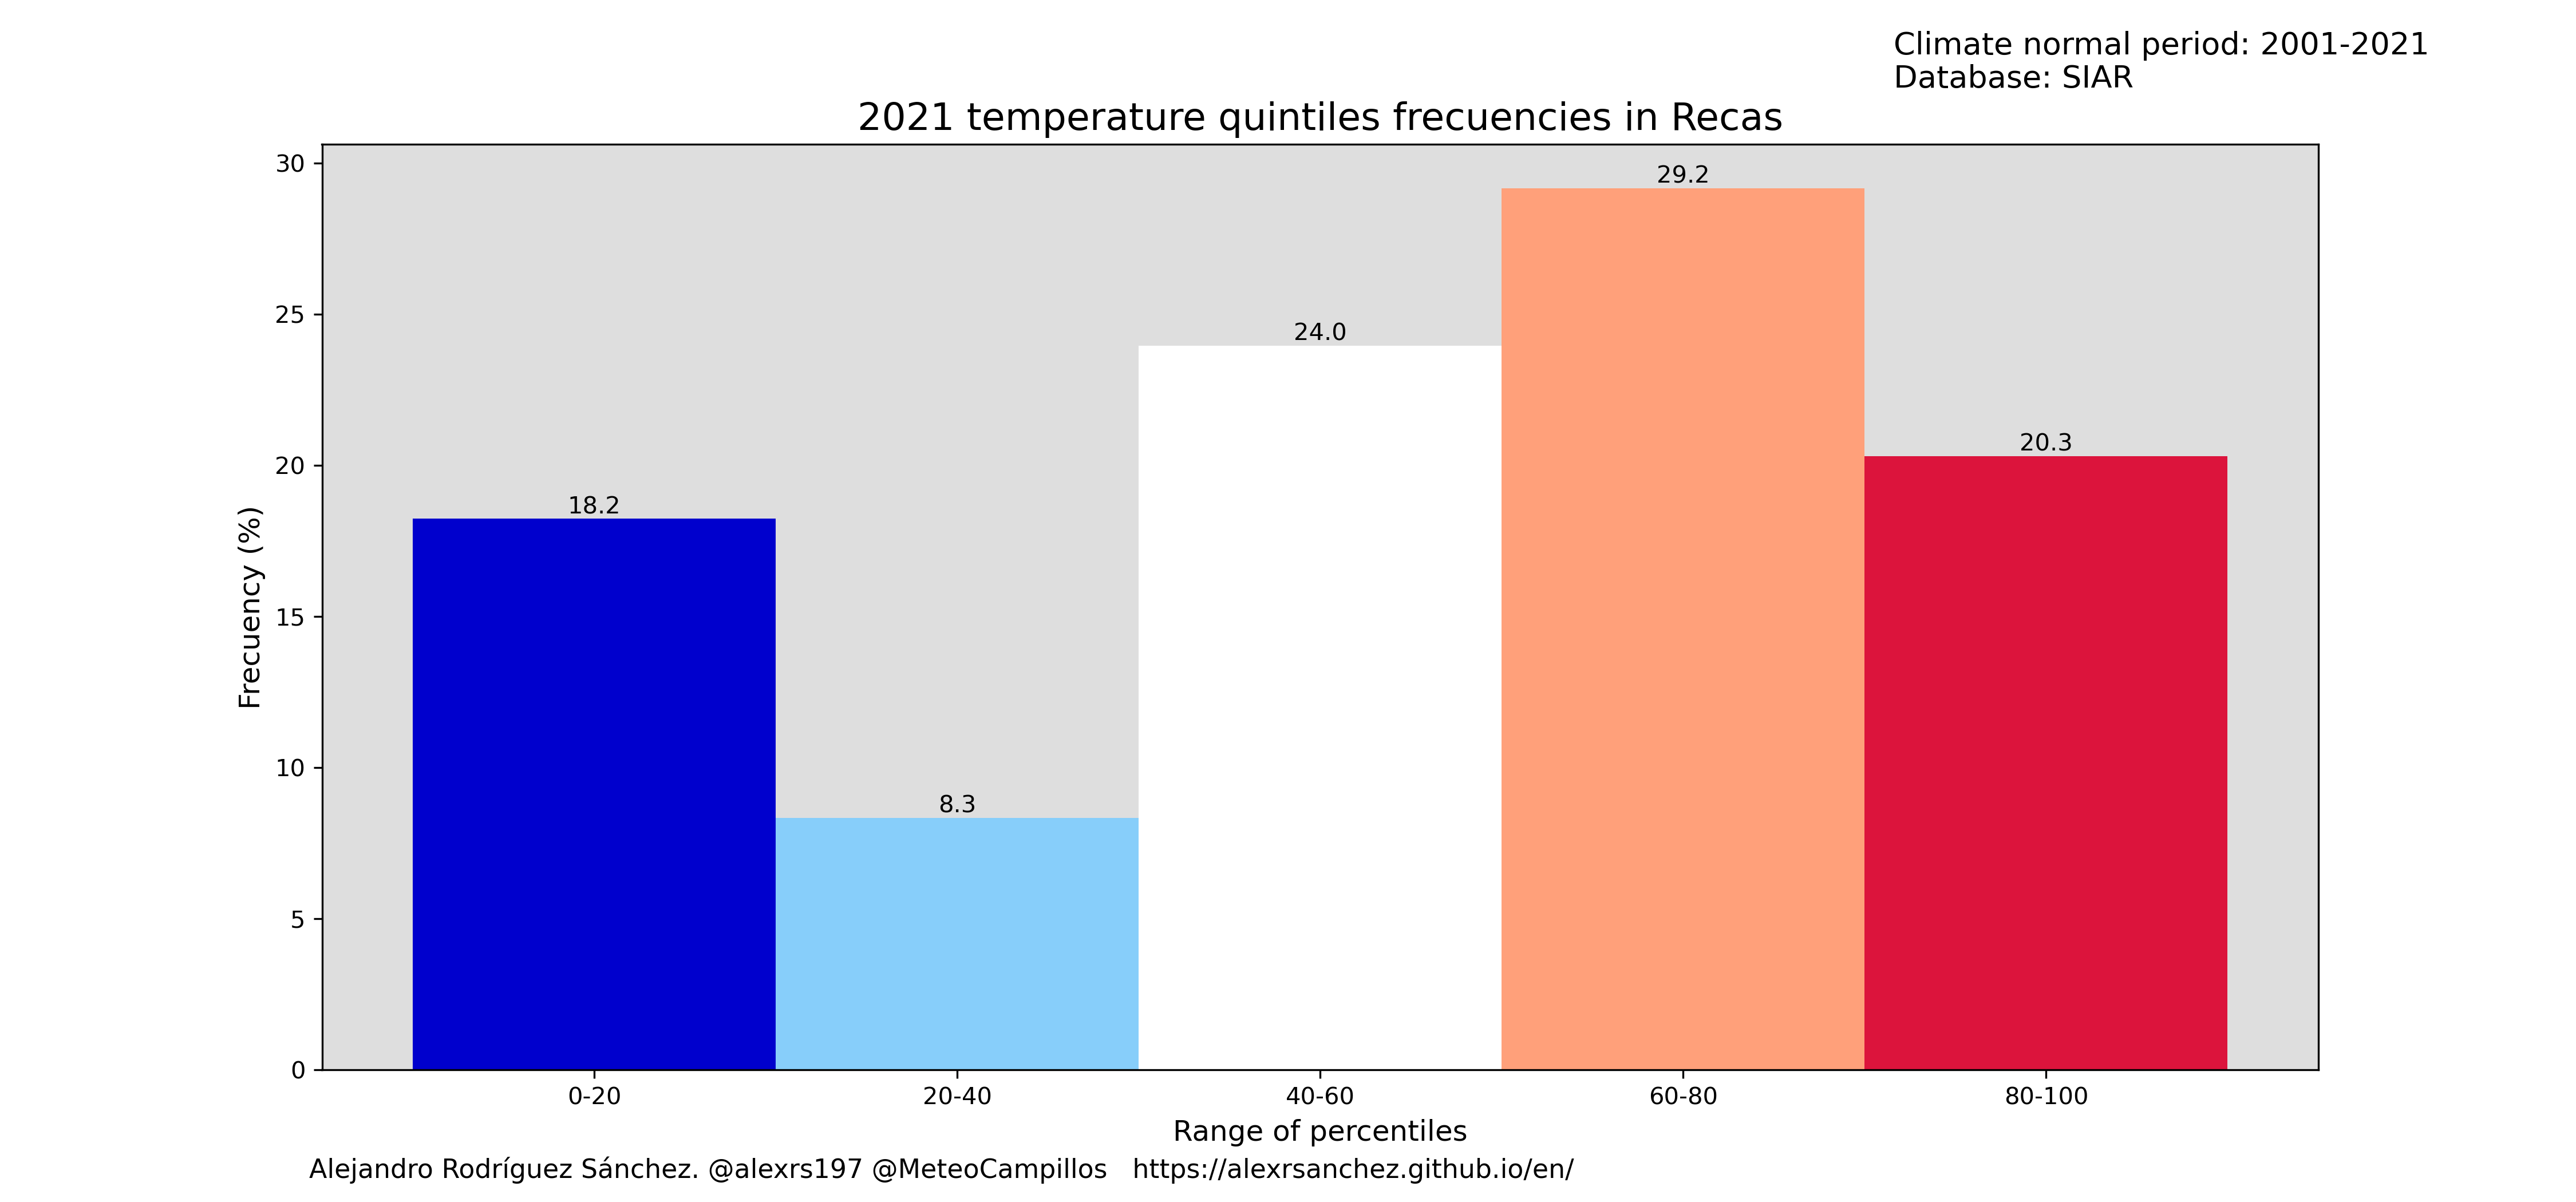 Climate normal period: 2001-2021
Database: SIAR
2021 temperature quintiles frecuencies in Recas
30
25
20
15
10
5
0
Frecuency (%)
18.2
8.3
24.0
29.2
20.3
0-20
20-40
40-60
60-80
80-100
Range of percentiles
Alejandro Rodríguez Sánchez. @alexrs197 @MeteoCampillos   https://alexrsanchez.github.io/en/